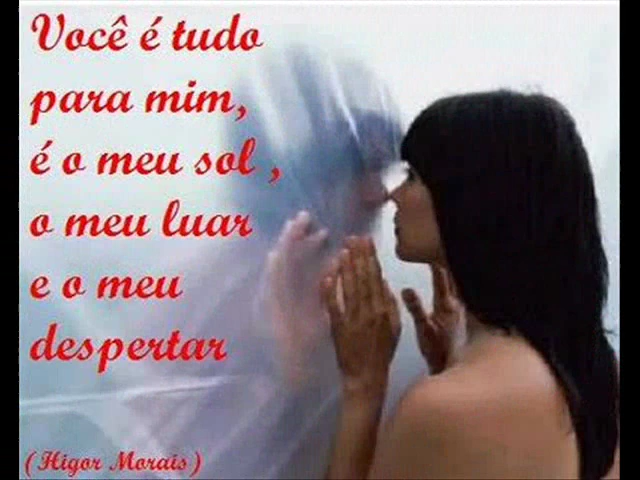 Você é tudo
para mim,
é o meu sol ,
o meu luar
e o meu
despertar
(Higor Morais)